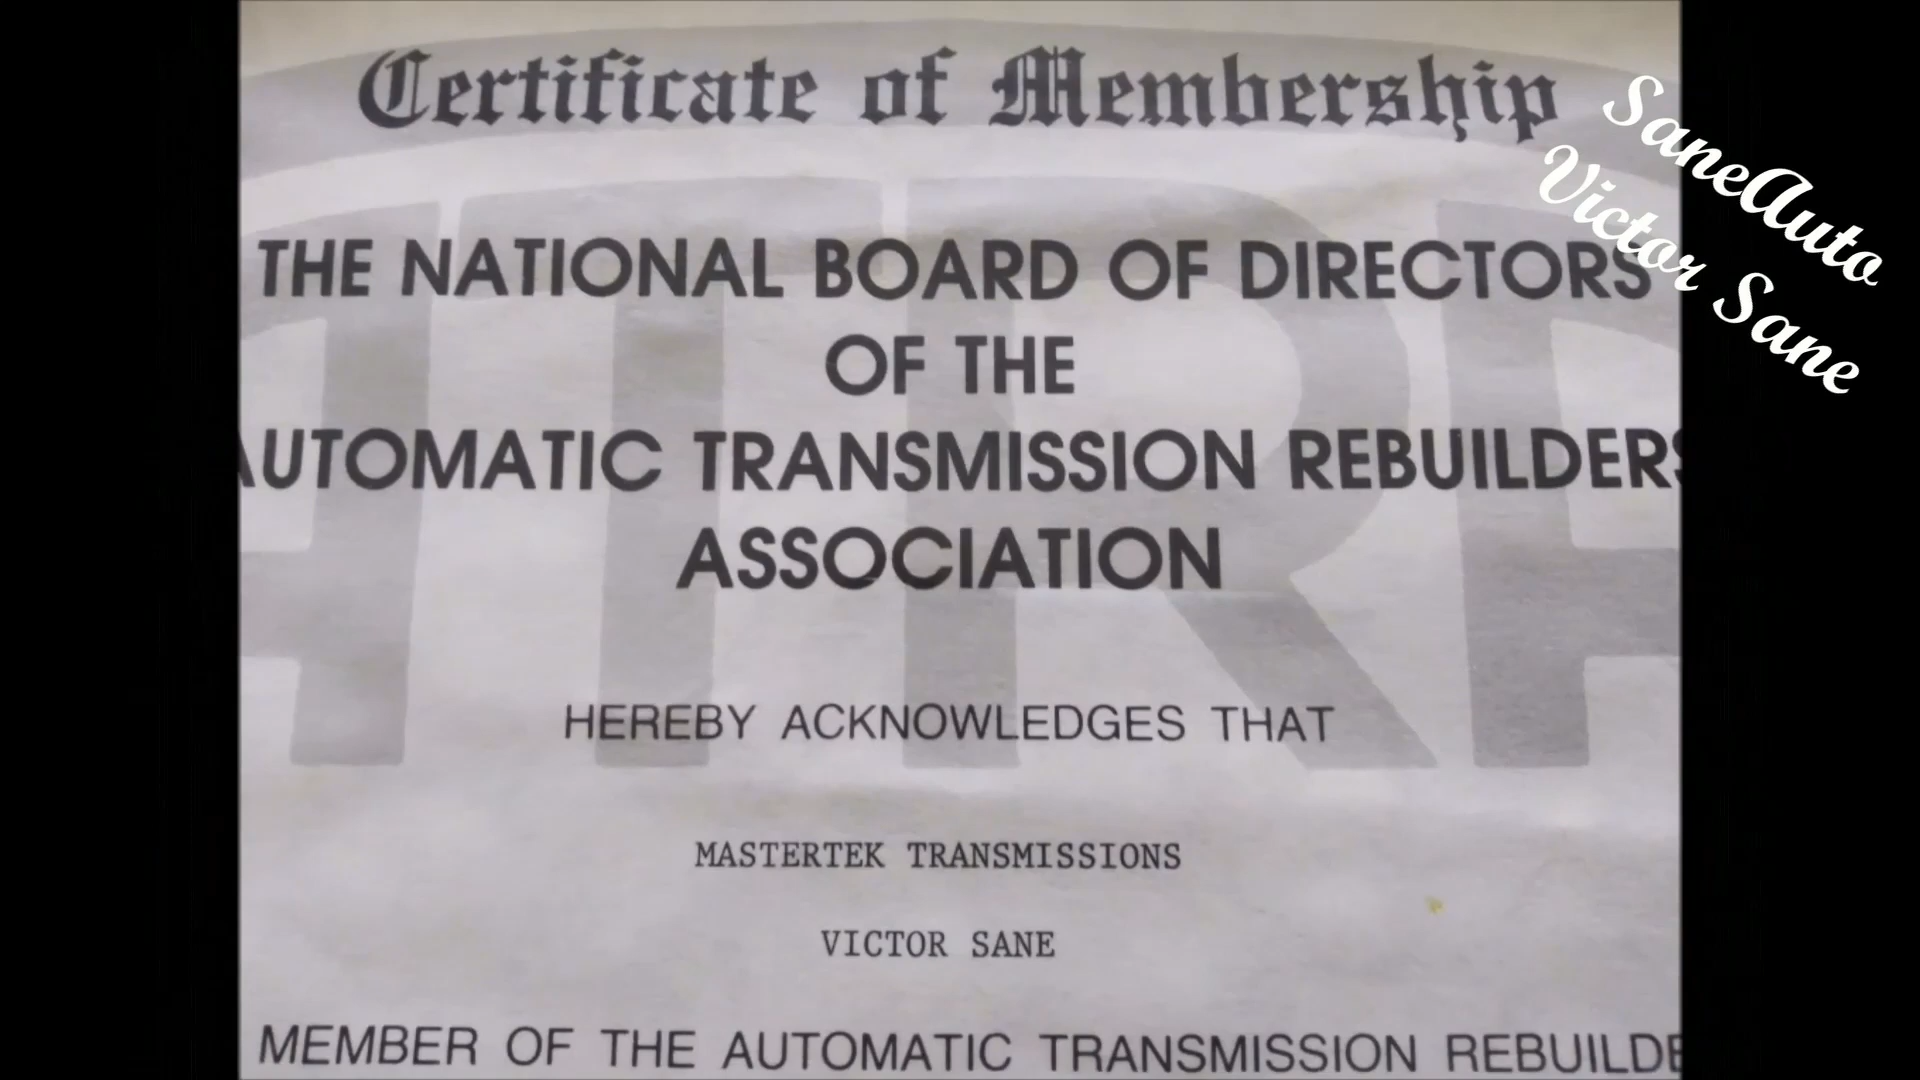 Certificate of Membership
SaneAuto
Victor Sane
THE NATIONAL BOARD OF DIRECTORS
OF THE
AUTOMATIC TRANSMISSION REBUILDERS
ASSOCIATION
HEREBY ACKNOWLEDGES THAT
MASTERTEK TRANSMISSIONS
VICTOR SANE
MEMBER OF THE AUTOMATIC TRANSMISSION REBUILDE